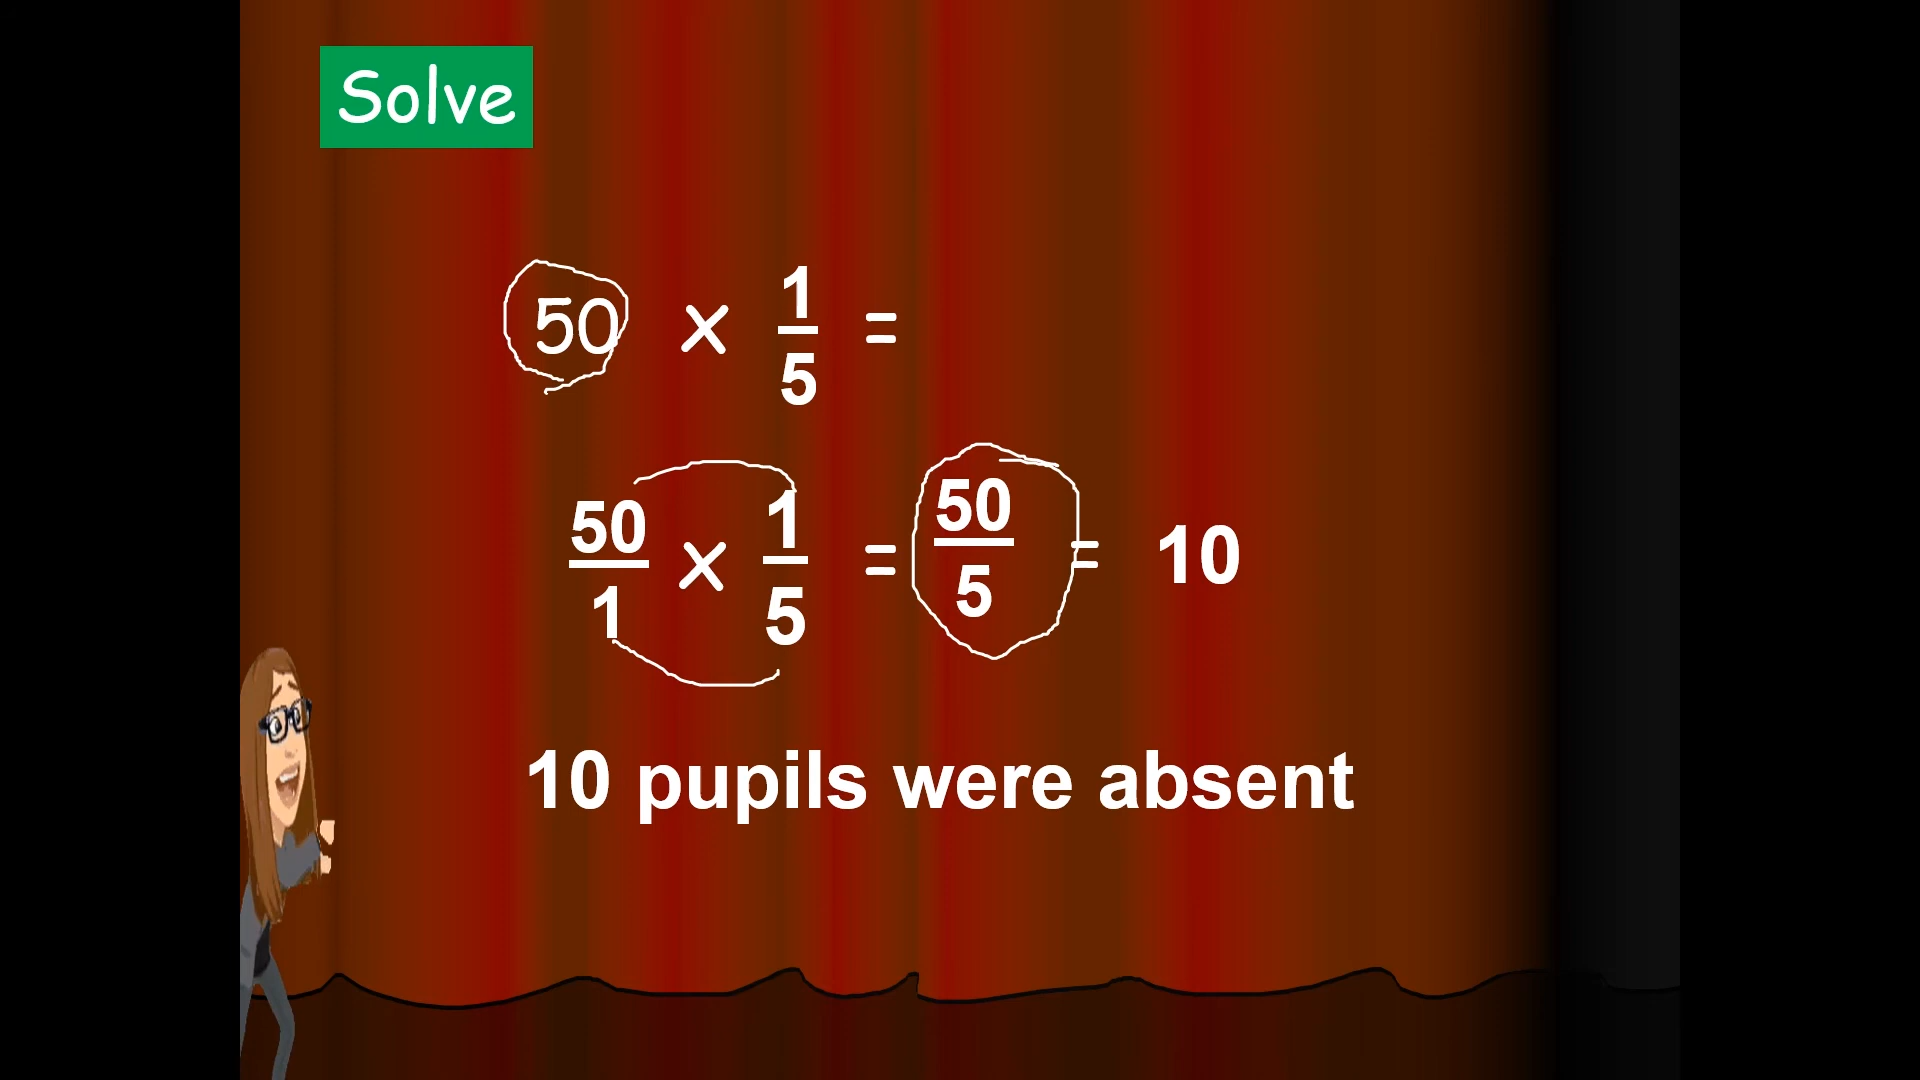 Solve
50 × 1/5 =
50/1 × 1/5 = 50/5 = 10
10 pupils were absent